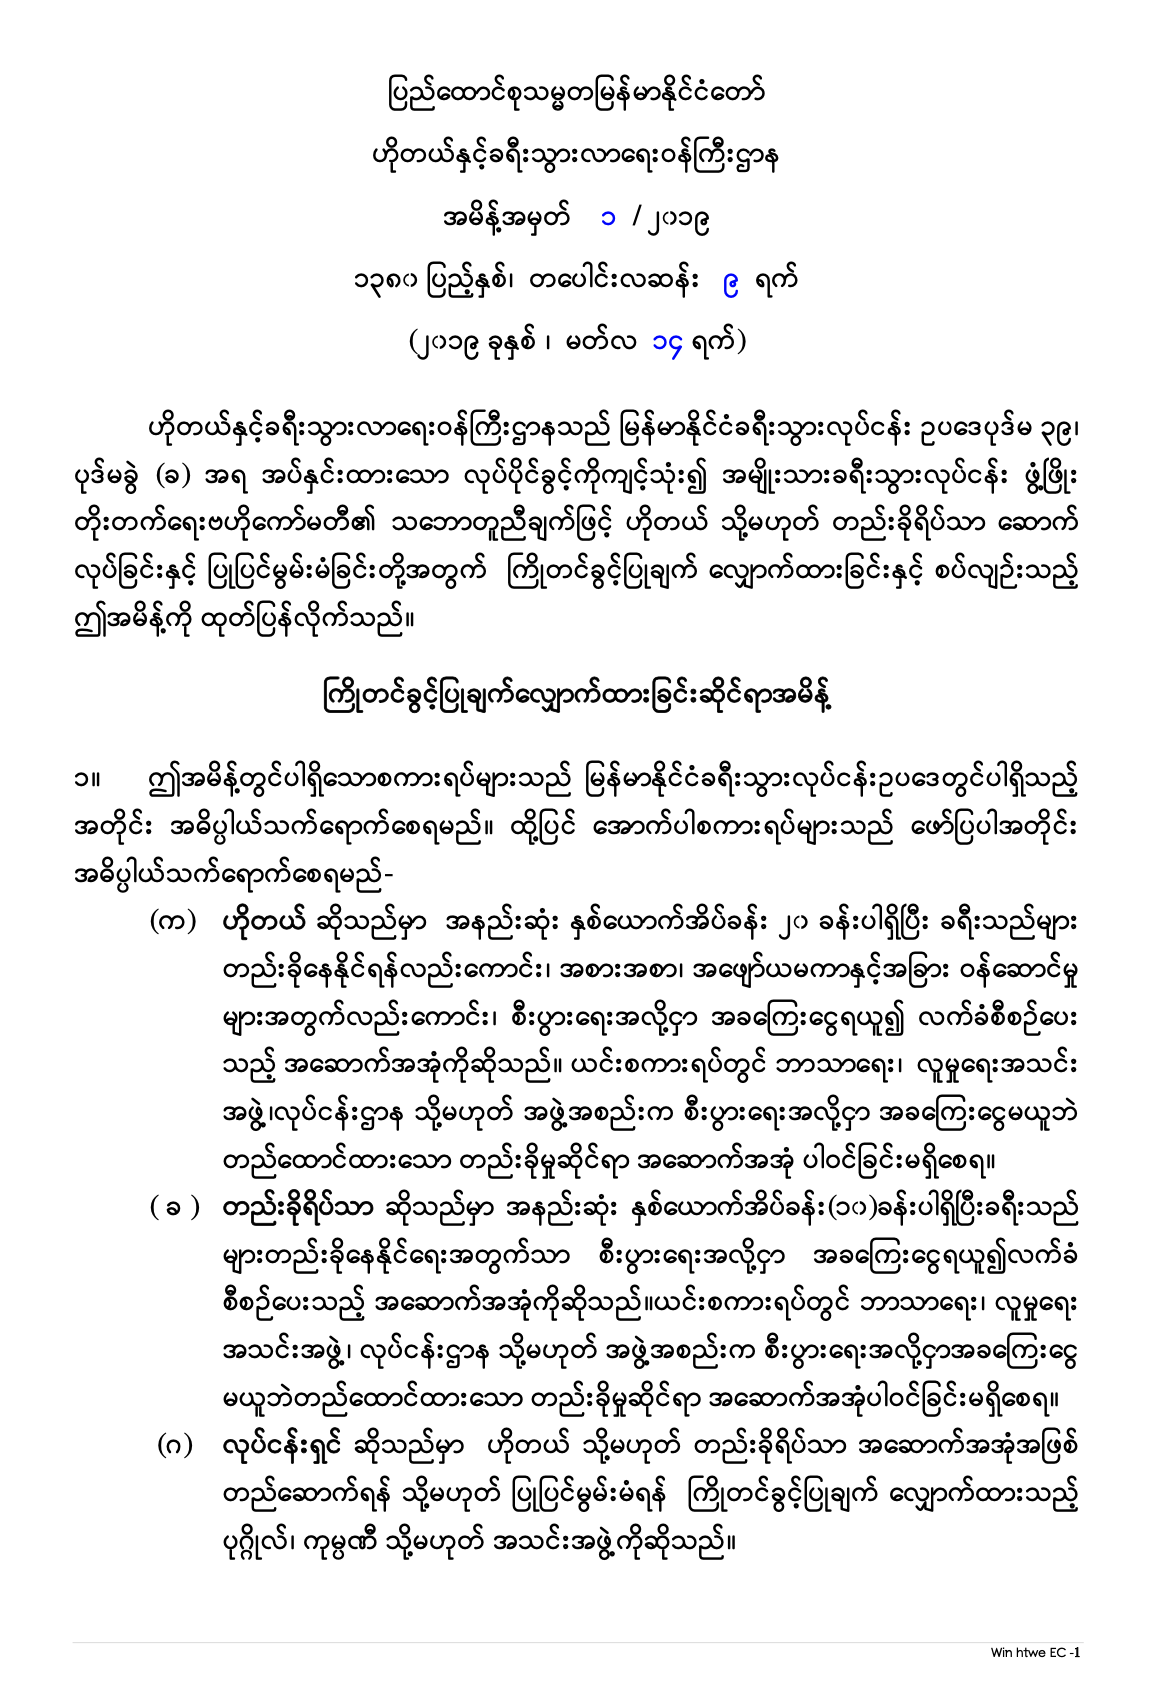 ပြည်ထောင်စုသမ္မတမြန်မာနိုင်ငံတော်
ဟိုတယ်နှင့်ခရီးသွားလာရေးဝန်ကြီးဌာန
အမိန့်အမှတ် ၁ /၂၀၁၉
၁၃၈၀ ပြည့်နှစ်၊ တပေါင်းလဆန်း ၉ ရက်
(၂၀၁၉ ခုနှစ် ၊ မတ်လ ၁၄ ရက်)
ဟိုတယ်နှင့်ခရီးသွားလာရေးဝန်ကြီးဌာနသည် မြန်မာနိုင်ငံခရီးသွားလုပ်ငန်း ဥပဒေပုဒ်မ ၃၉၊
ပုဒ်မခွဲ (ခ) အရ အပ်နှင်းထားသော လုပ်ပိုင်ခွင့်ကိုကျင့်သုံး၍ အမျိုးသားခရီးသွားလုပ်ငန်း ဖွံ့ဖြိုး
တိုးတက်ရေးဗဟိုကော်မတီ၏ သဘောတူညီချက်ဖြင့် ဟိုတယ် သို့မဟုတ် တည်းခိုရိပ်သာ ဆောက်
လုပ်ခြင်းနှင့် ပြုပြင်မွမ်းမံခြင်းတို့အတွက် ကြိုတင်ခွင့်ပြုချက် လျှောက်ထားခြင်းနှင့် စပ်လျဉ်းသည့်
ဤအမိန့်ကို ထုတ်ပြန်လိုက်သည်။
ကြိုတင်ခွင့်ပြုချက်လျှောက်ထားခြင်းဆိုင်ရာအမိန့်
၁။ ဤအမိန့်တွင်ပါရှိသောစကားရပ်များသည် မြန်မာနိုင်ငံခရီးသွားလုပ်ငန်းဥပဒေတွင်ပါရှိသည့်
အတိုင်း အဓိပ္ပါယ်သက်ရောက်စေရမည်။ ထို့ပြင် အောက်ပါစကားရပ်များသည် ဖော်ပြပါအတိုင်း
အဓိပ္ပါယ်သက်ရောက်စေရမည်-
(က) ဟိုတယ် ဆိုသည်မှာ အနည်းဆုံး နှစ်ယောက်အိပ်ခန်း ၂၀ ခန်းပါရှိပြီး ခရီးသည်များ
တည်းခိုနေနိုင်ရန်လည်းကောင်း၊ အစားအစာ၊ အဖျော်ယမကာနှင့်အခြား ဝန်ဆောင်မှု
များအတွက်လည်းကောင်း၊ စီးပွားရေးအလို့ငှာ အခကြေးငွေရယူ၍ လက်ခံစီစဉ်ပေး
သည့် အဆောက်အအုံကိုဆိုသည်။ ယင်းစကားရပ်တွင် ဘာသာရေး၊ လူမှုရေးအသင်း
အဖွဲ့၊လုပ်ငန်းဌာန သို့မဟုတ် အဖွဲ့အစည်းက စီးပွားရေးအလို့ငှာ အခကြေးငွေမယူဘဲ
တည်ထောင်ထားသော တည်းခိုမှုဆိုင်ရာ အဆောက်အအုံ ပါဝင်ခြင်းမရှိစေရ။
( ခ ) တည်းခိုရိပ်သာ ဆိုသည်မှာ အနည်းဆုံး နှစ်ယောက်အိပ်ခန်း(၁၀)ခန်းပါရှိပြီးခရီးသည်
များတည်းခိုနေနိုင်ရေးအတွက်သာ စီးပွားရေးအလို့ငှာ အခကြေးငွေရယူ၍လက်ခံ
စီစဉ်ပေးသည့် အဆောက်အအုံကိုဆိုသည်။ယင်းစကားရပ်တွင် ဘာသာရေး၊ လူမှုရေး
အသင်းအဖွဲ့၊ လုပ်ငန်းဌာန သို့မဟုတ် အဖွဲ့အစည်းက စီးပွားရေးအလို့ငှာအခကြေးငွေ
မယူဘဲတည်ထောင်ထားသော တည်းခိုမှုဆိုင်ရာ အဆောက်အအုံပါဝင်ခြင်းမရှိစေရ။
(ဂ) လုပ်ငန်းရှင် ဆိုသည်မှာ ဟိုတယ် သို့မဟုတ် တည်းခိုရိပ်သာ အဆောက်အအုံအဖြစ်
တည်ဆောက်ရန် သို့မဟုတ် ပြုပြင်မွမ်းမံရန် ကြိုတင်ခွင့်ပြုချက် လျှောက်ထားသည့်
ပုဂ္ဂိုလ်၊ ကုမ္ပဏီ သို့မဟုတ် အသင်းအဖွဲ့ကိုဆိုသည်။
Win htwe EC -1